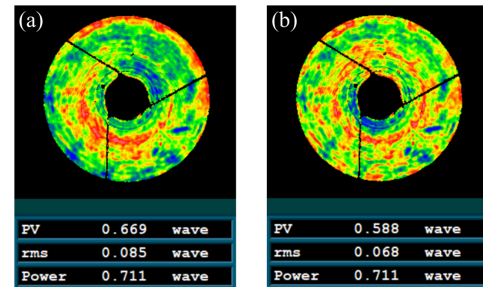 (a)
PV 0.669 wave
rms 0.085 wave
Power 0.711 wave
(b)
PV 0.588 wave
rms 0.068 wave
Power 0.711 wave